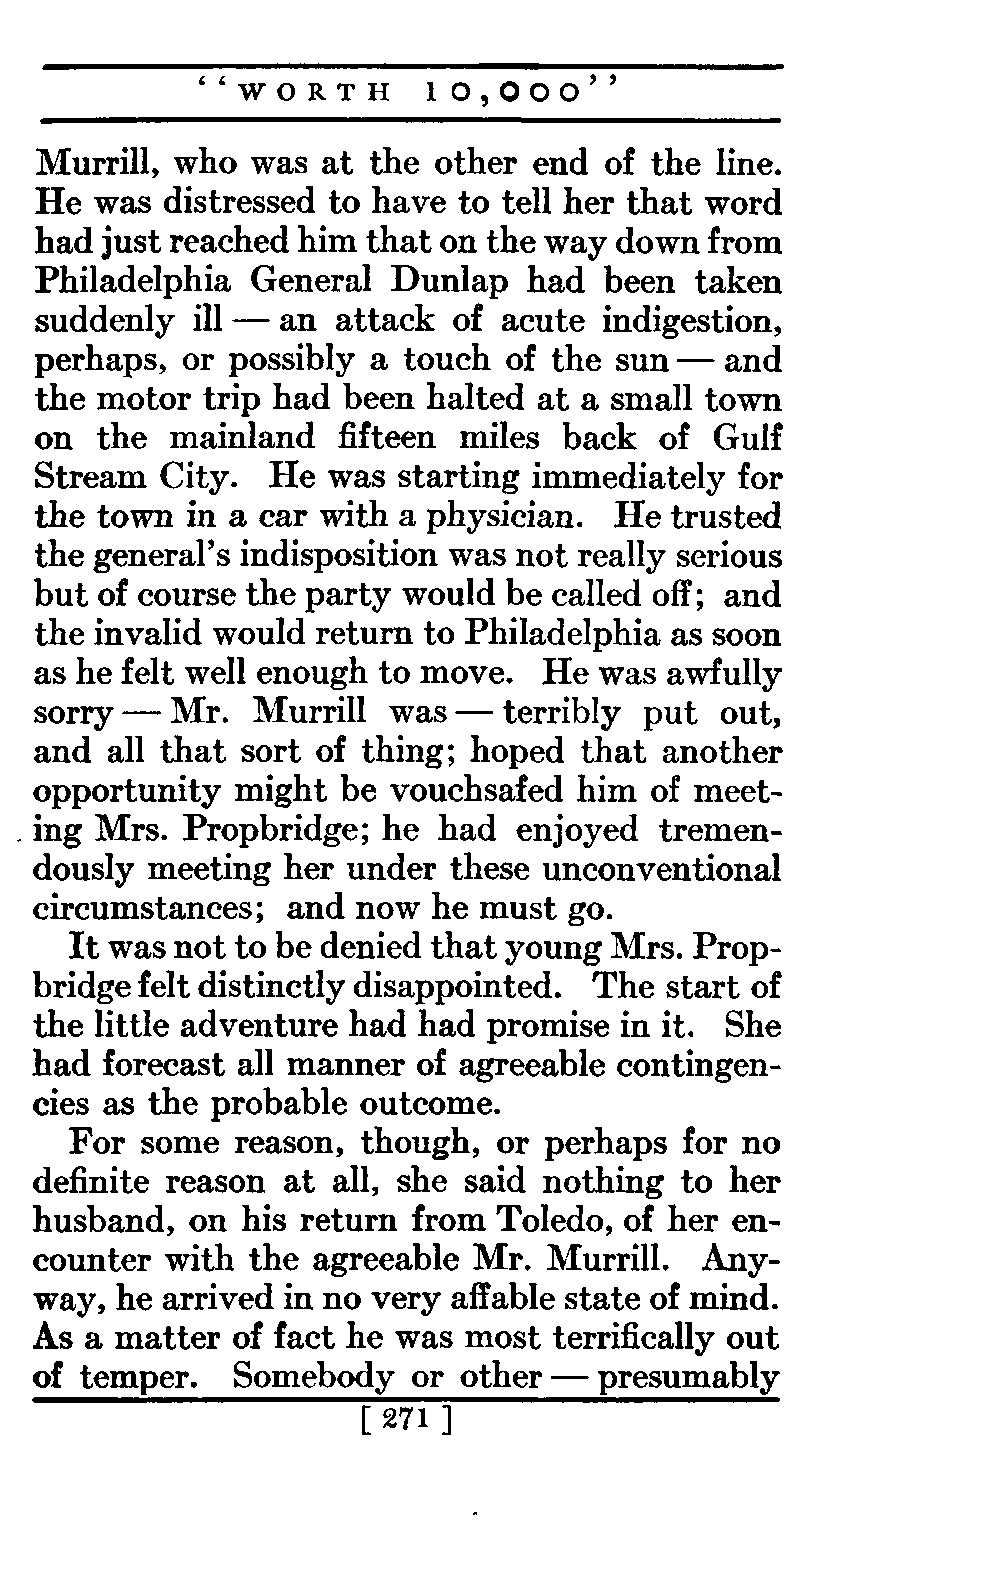 “WORTH 10,000”
Murrill, who was at the other end of the line.
He was distressed to have to tell her that word
had just reached him that on the way down from
Philadelphia General Dunlap had been taken
suddenly ill — an attack of acute indigestion,
perhaps, or possibly a touch of the sun — and
the motor trip had been halted at a small town
on the mainland fifteen miles back of Gulf
Stream City. He was starting immediately for
the town in a car with a physician. He trusted
the general’s indisposition was not really serious
but of course the party would be called off; and
the invalid would return to Philadelphia as soon
as he felt well enough to move. He was awfully
sorry — Mr. Murrill was — terribly put out,
and all that sort of thing; hoped that another
opportunity might be vouchsafed him of meet-
ing Mrs. Propbridge; he had enjoyed tremen-
dously meeting her under these unconventional
circumstances; and now he must go.
It was not to be denied that young Mrs. Prop-
bridge felt distinctly disappointed. The start of
the little adventure had had promise in it. She
had forecast all manner of agreeable contingen-
cies as the probable outcome.
For some reason, though, or perhaps for no
definite reason at all, she said nothing to her
husband, on his return from Toledo, of her en-
counter with the agreeable Mr. Murrill. Any-
way, he arrived in no very affable state of mind.
As a matter of fact he was most terrifically out
of temper. Somebody or other — presumably
[ 271 ]